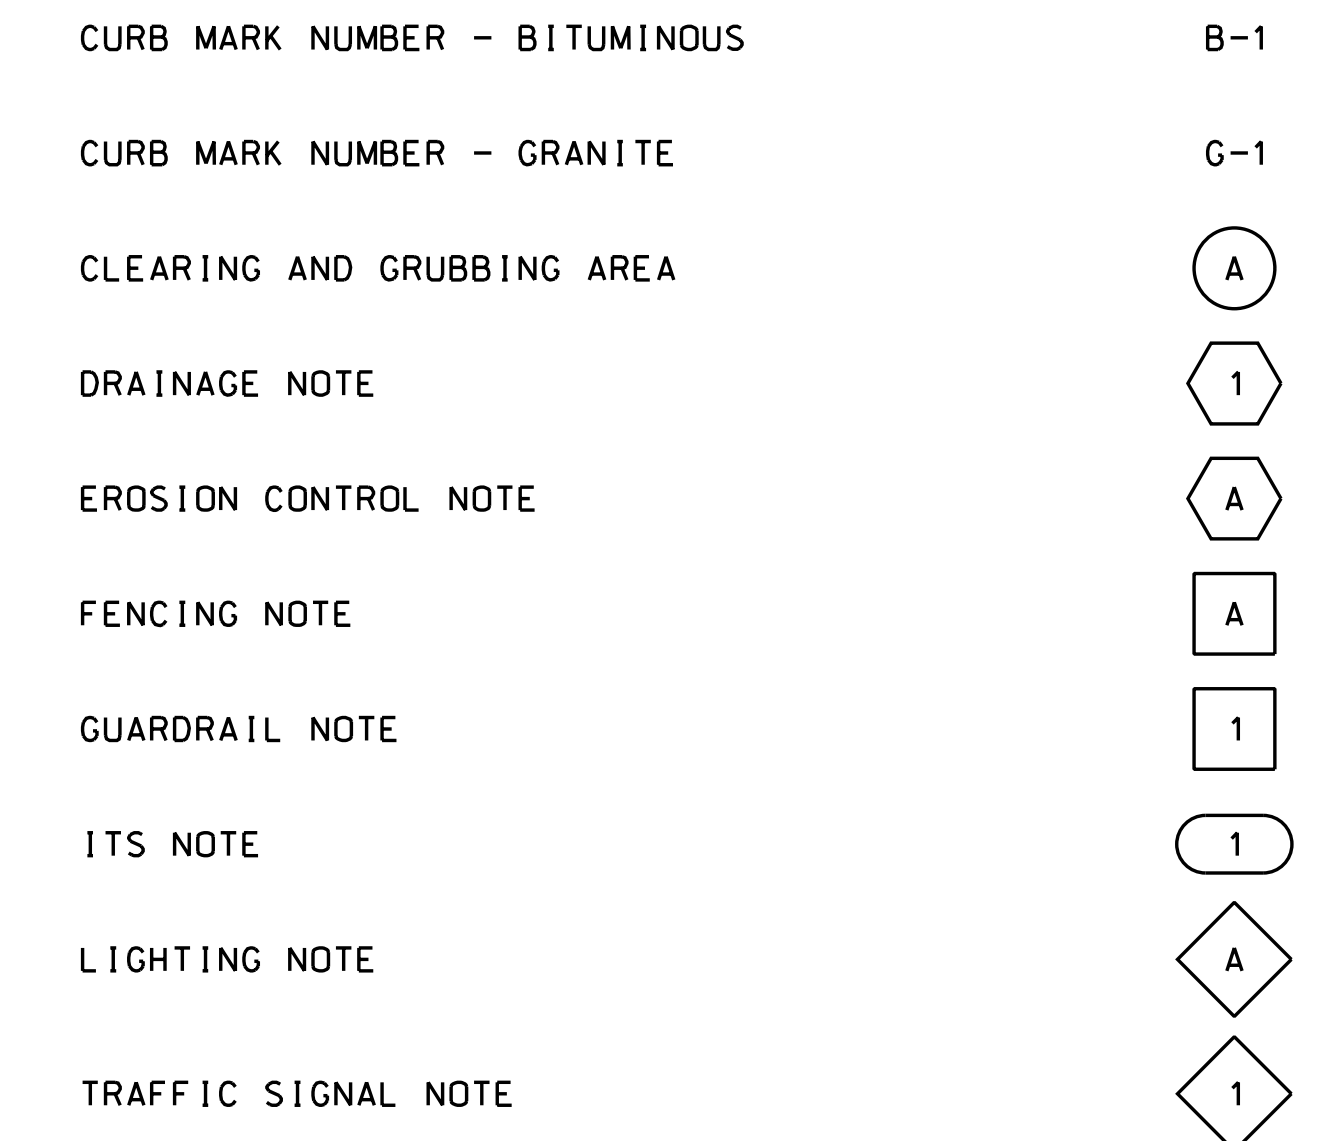 CURB MARK NUMBER - BITUMINOUS B-1
CURB MARK NUMBER - GRANITE G-1
CLEARING AND GRUBBING AREA A
DRAINAGE NOTE 1
EROSION CONTROL NOTE A
FENCING NOTE A
GUARDRAIL NOTE 1
ITS NOTE 1
LIGHTING NOTE A
TRAFFIC SIGNAL NOTE 1